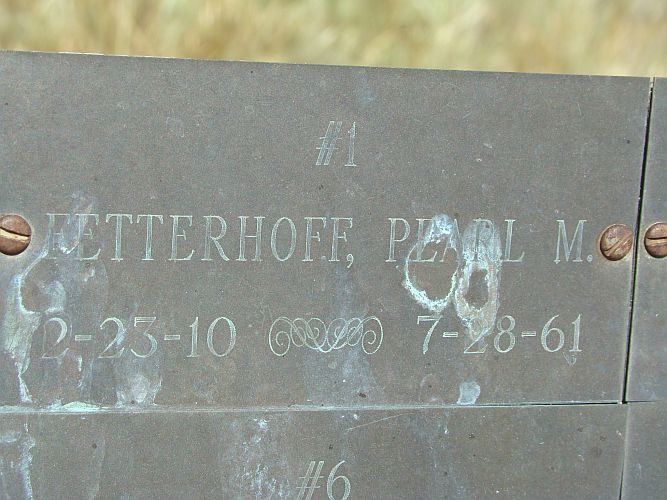 #1
FETTERHOFF, PEARL M.
2-23-10 7-28-61
#6